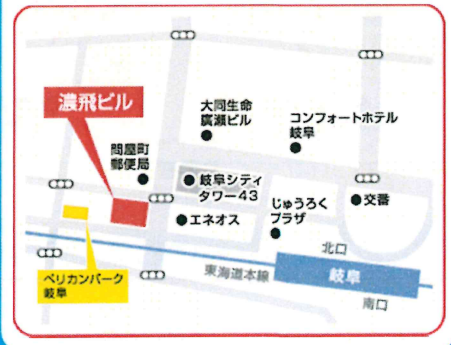 濃飛ビル
大同生命
廣瀬ビル
コンフォートホテル
岐阜
問屋町
郵便局
岐阜シティ
タワー43
交番
じゅうろく
プラザ
エネオス
北口
東海道本線
岐阜
南口
ペリカンパーク
岐阜